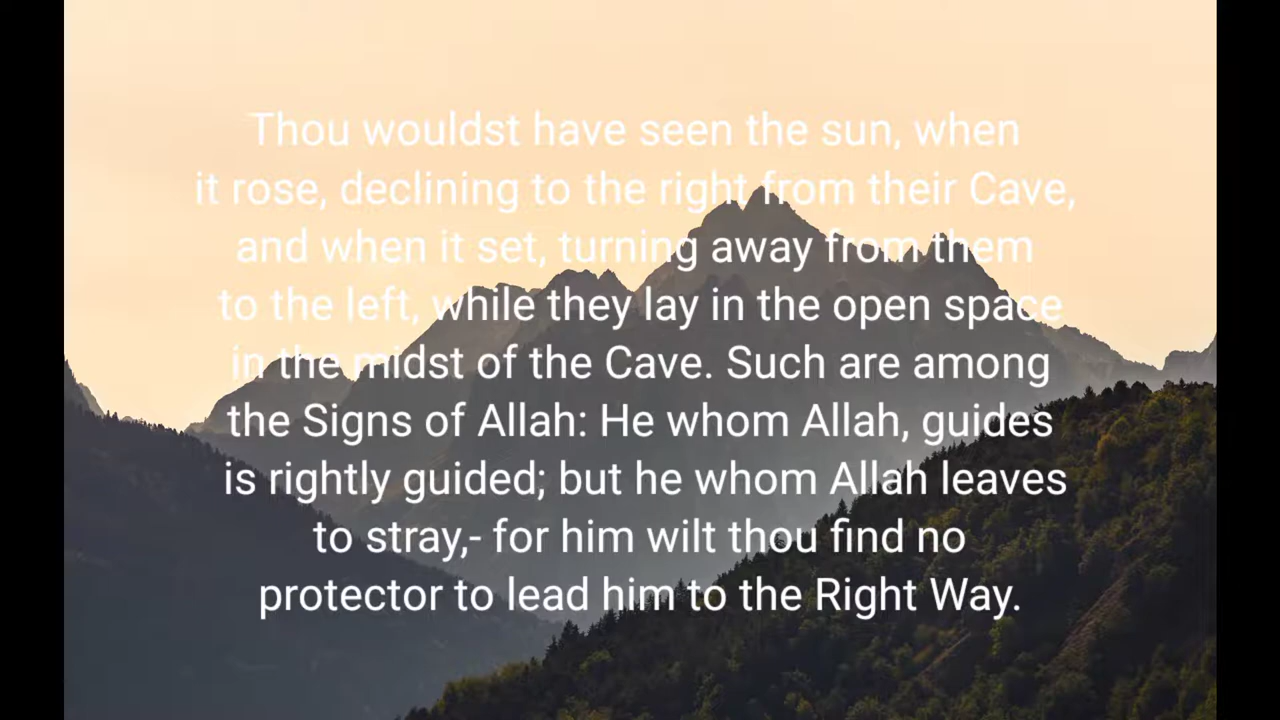 Thou wouldst have seen the sun, when
it rose, declining to the right from their Cave,
and when it set, turning away from them
to the left, while they lay in the open space
in the midst of the Cave. Such are among
the Signs of Allah: He whom Allah, guides
is rightly guided; but he whom Allah leaves
to stray,- for him wilt thou find no
protector to lead him to the Right Way.